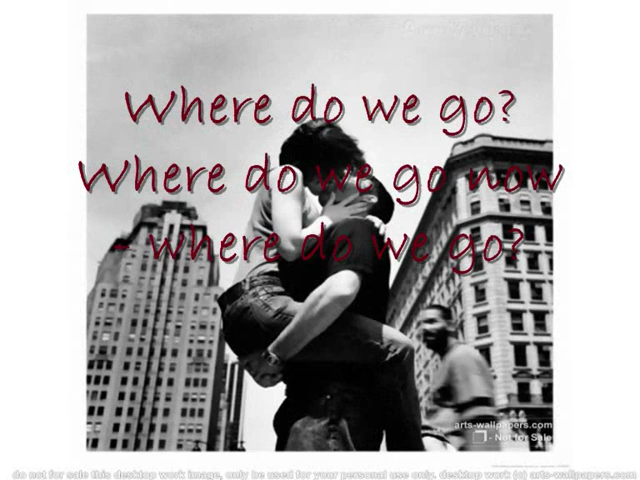 Where do we go?
Where do we go now
- where do we go?
arts-wallpapers.com
- Not for Sale
do not for sale this desktop work image, only be used for your personal use only, desktop work (c) arts-wallpapers.com